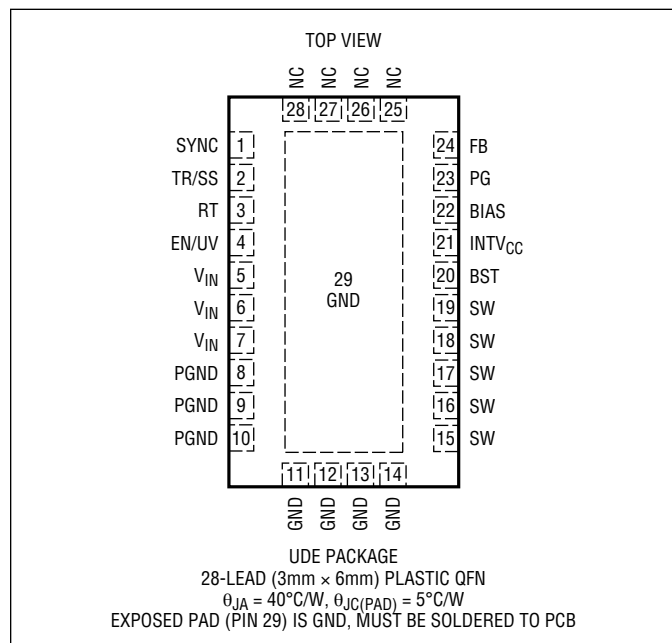 TOP VIEW
NC NC NC NC
28 27 26 25
SYNC 1 24 FB
TR/SS 2 23 PG
RT 3 22 BIAS
EN/UV 4 21 INTVCC
VIN 5 20 BST
29
GND
VIN 6 19 SW
VIN 7 18 SW
PGND 8 17 SW
PGND 9 16 SW
PGND 10 15 SW
11 12 13 14
GND GND GND GND
UDE PACKAGE
28-LEAD (3mm × 6mm) PLASTIC QFN
θJA = 40°C/W, θJC(PAD) = 5°C/W
EXPOSED PAD (PIN 29) IS GND, MUST BE SOLDERED TO PCB